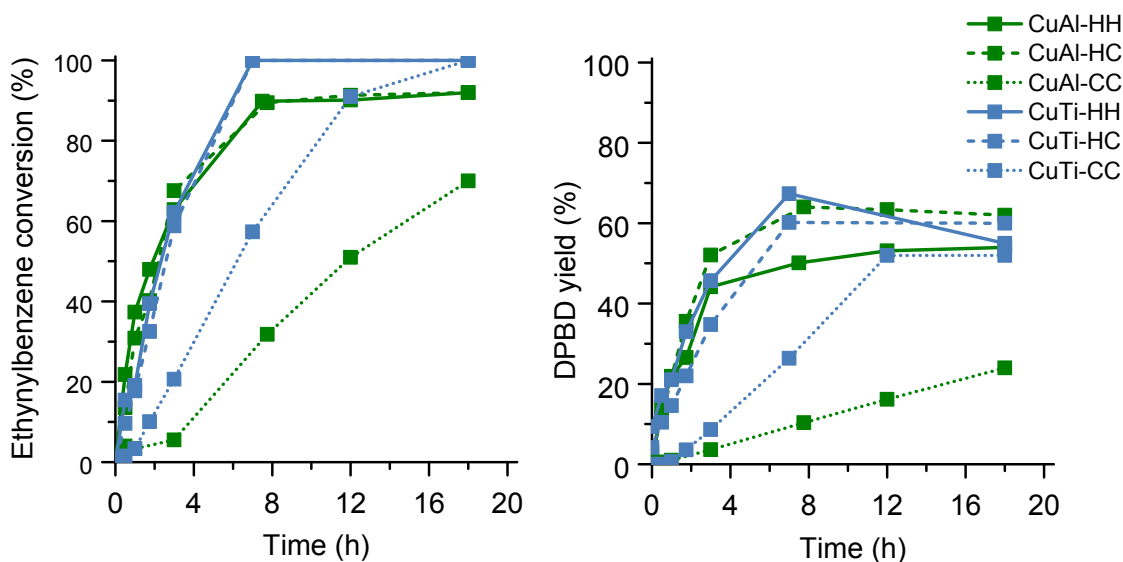 Ethynylbenzene conversion (%)
100
80
60
40
20
0
0 4 8 12 16 20
Time (h)
DPBD yield (%)
100
80
60
40
20
0
0 4 8 12 16 20
Time (h)
CuAl-HH
CuAl-HC
CuAl-CC
CuTi-HH
CuTi-HC
CuTi-CC